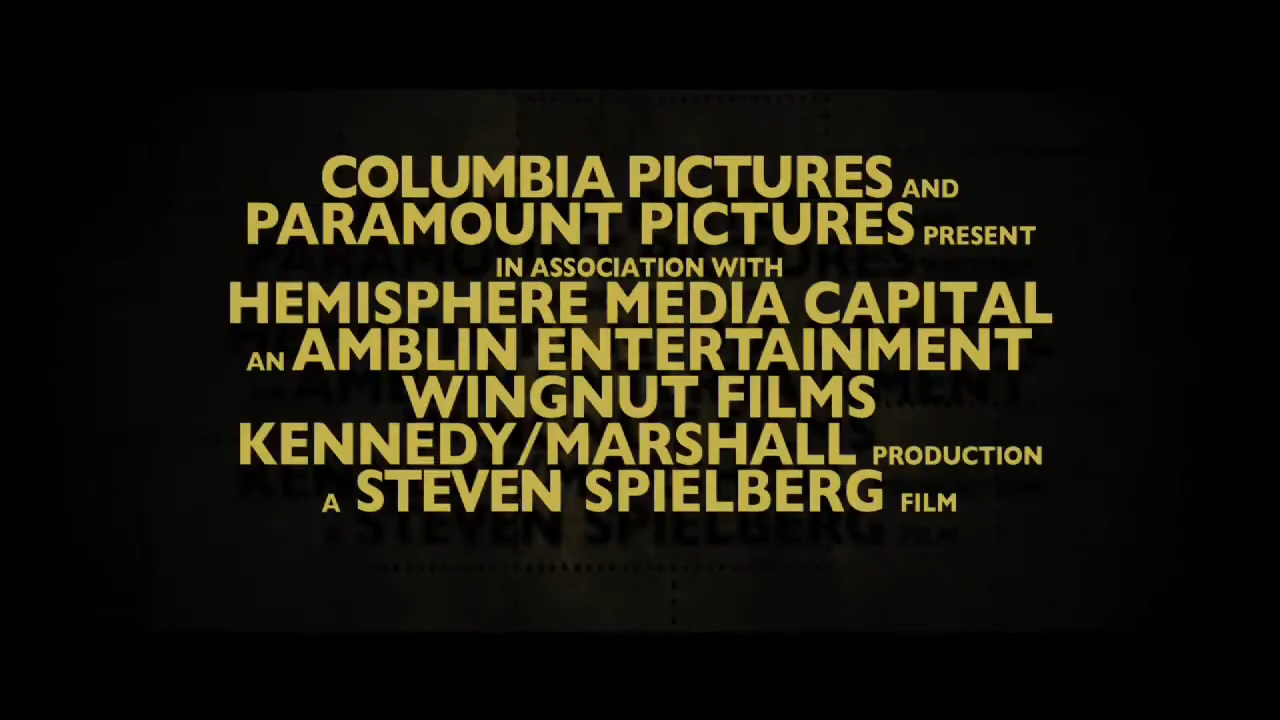 COLUMBIA PICTURES AND
PARAMOUNT PICTURES PRESENT
IN ASSOCIATION WITH
HEMISPHERE MEDIA CAPITAL
AN AMBLIN ENTERTAINMENT
WINGNUT FILMS
KENNEDY/MARSHALL PRODUCTION
A STEVEN SPIELBERG FILM